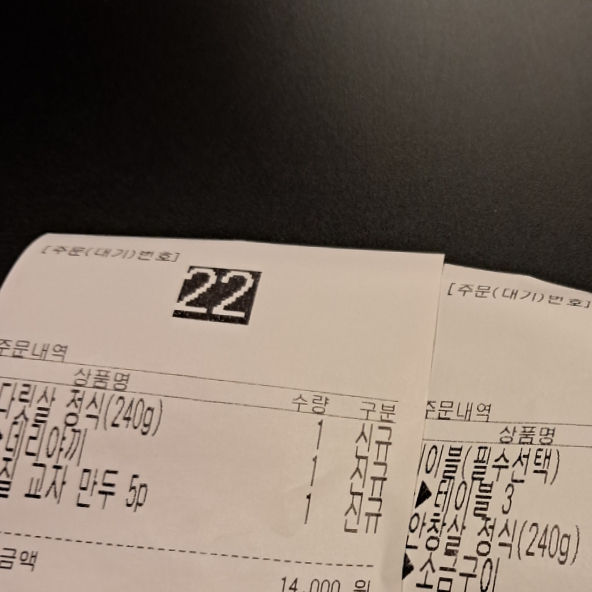 [주문(대기)번호]
22
주문내역
상품명 수량 구분
다릿살 정식(240g) 1 신규
데리야끼 1 신규
교자 만두 5p 1 신규
금액 14,000 원
[주문(대기)번호]
주문내역
상품명
이블(필수선택)
▶테이블 3
안창살 정식(240g)
▶소금구이